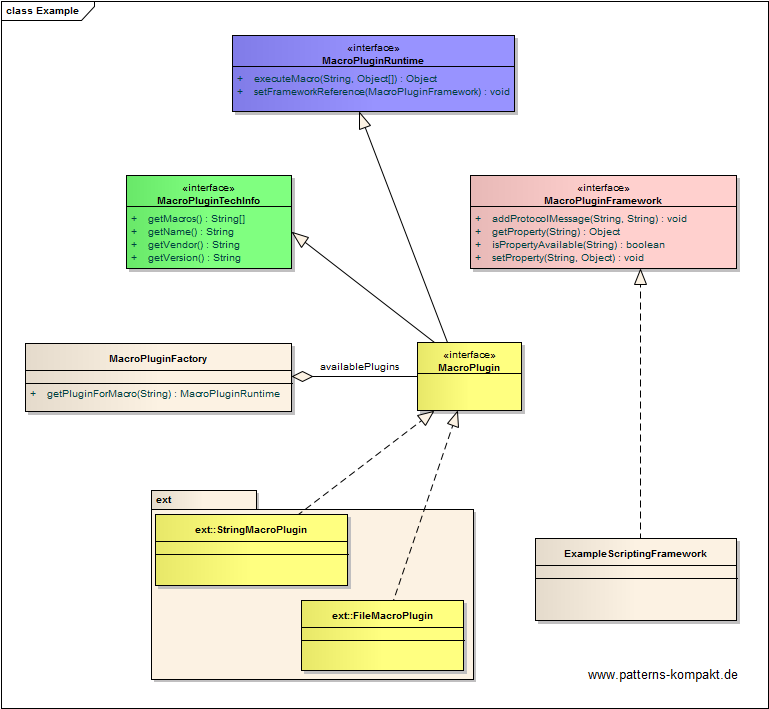 class Example
«interface»
MacroPluginRuntime
+ executeMacro(String, Object[]) : Object
+ setFrameworkReference(MacroPluginFramework) : void
«interface»
MacroPluginTechInfo
+ getMacros() : String[]
+ getName() : String
+ getVendor() : String
+ getVersion() : String
«interface»
MacroPluginFramework
+ addProtocolMessage(String, String) : void
+ getProperty(String) : Object
+ isPropertyAvailable(String) : boolean
+ setProperty(String, Object) : void
MacroPluginFactory
+ getPluginForMacro(String) : MacroPluginRuntime
availablePlugins
«interface»
MacroPlugin
ext
ext::StringMacroPlugin
ext::FileMacroPlugin
ExampleScriptingFramework
www.patterns-kompakt.de